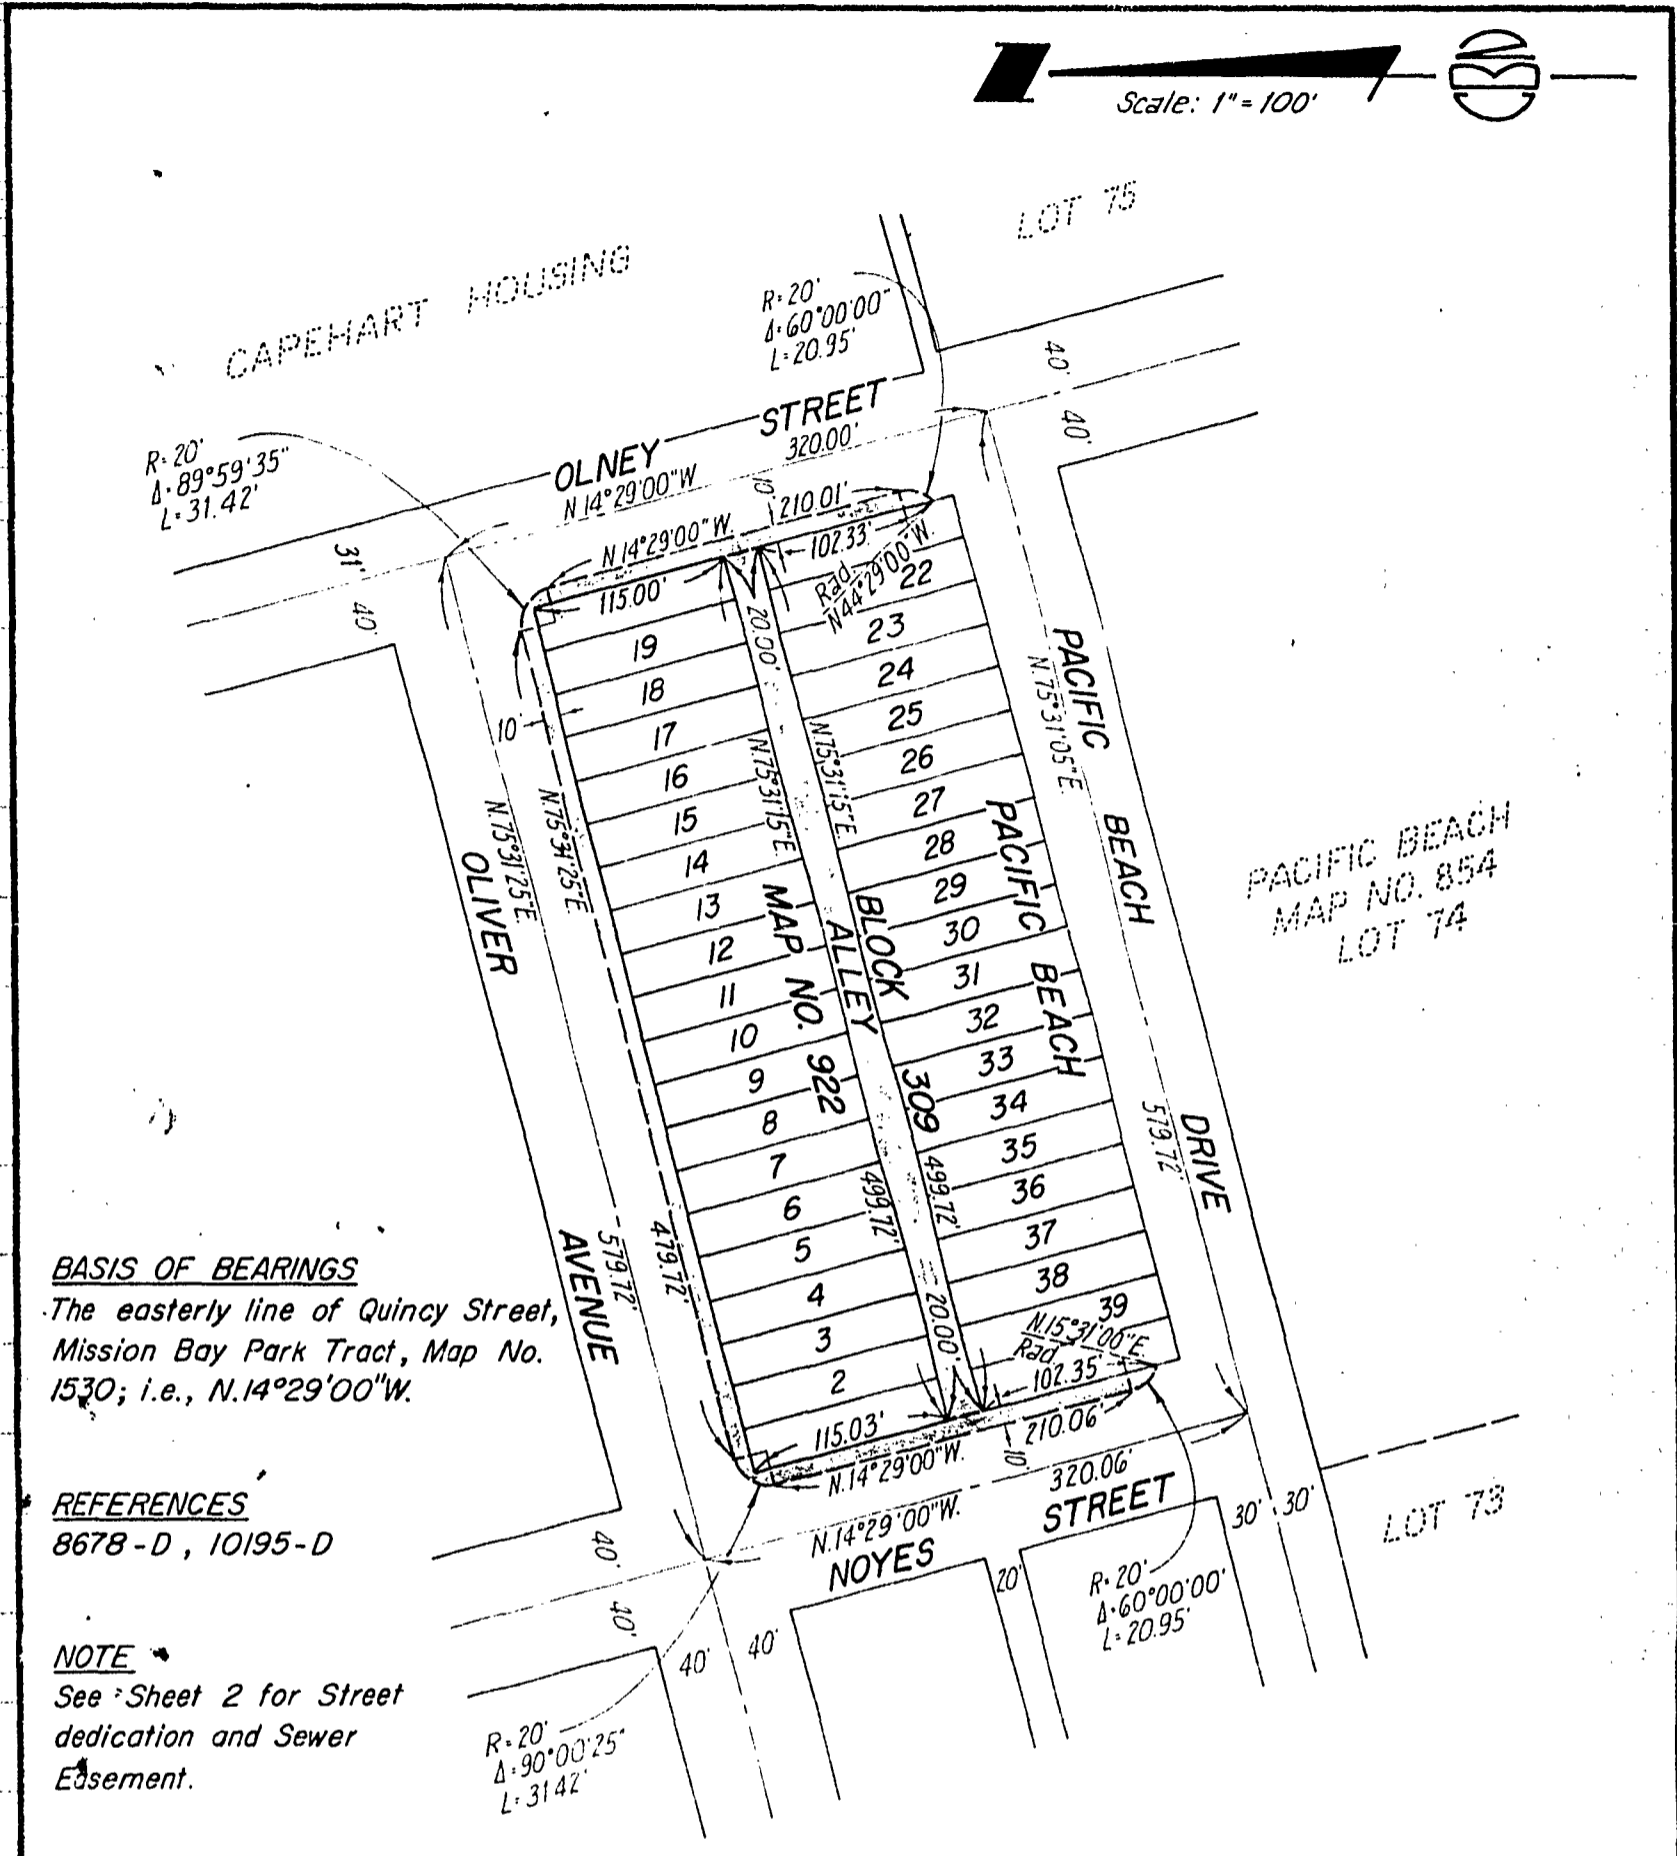 Scale: 1"=100'
LOT 75
CAPEHART HOUSING
R=20'
Δ=60°00'00"
L=20.95'
R=20'
Δ=89°59'35"
L=31.42'
OLNEY STREET
N14°29'00"W
320.00'
40'
40'
31'
40'
10'
210.01'
N14°29'00"W.
102.33'
115.00'
Rad.
N44°29'00"W.
20.00'
10'
22
23
24
25
26
27
28
29
30
31
32
33
34
35
36
37
38
39
19
18
17
16
15
14
13
12
11
10
9
8
7
6
5
4
3
2
N.75°31'25"E.
N.75°31'25"E.
N.75°31'15"E.
N.75°31'15"E.
N.75°31'05"E.
OLIVER AVENUE
579.72'
479.72'
MAP NO. 922
ALLEY
BLOCK 309
499.72'
499.72'
20.00'
PACIFIC BEACH
PACIFIC BEACH DRIVE
579.72'
PACIFIC BEACH
MAP NO. 854
LOT 74
N.15°31'00"E.
Rad
102.35'
115.03'
210.06'
10'
N.14°29'00"W.
320.06'
N.14°29'00"W.
NOYES STREET
30' 30'
LOT 73
20'
40'
40'
40'
40'
R=20'
Δ=60°00'00'
L=20.95'
R=20'
Δ=90°00'25"
L=31.42'
BASIS OF BEARINGS
The easterly line of Quincy Street,
Mission Bay Park Tract, Map No.
1530; i.e., N.14°29'00"W.
REFERENCES
8678-D, 10195-D
NOTE
See Sheet 2 for Street
dedication and Sewer
Easement.